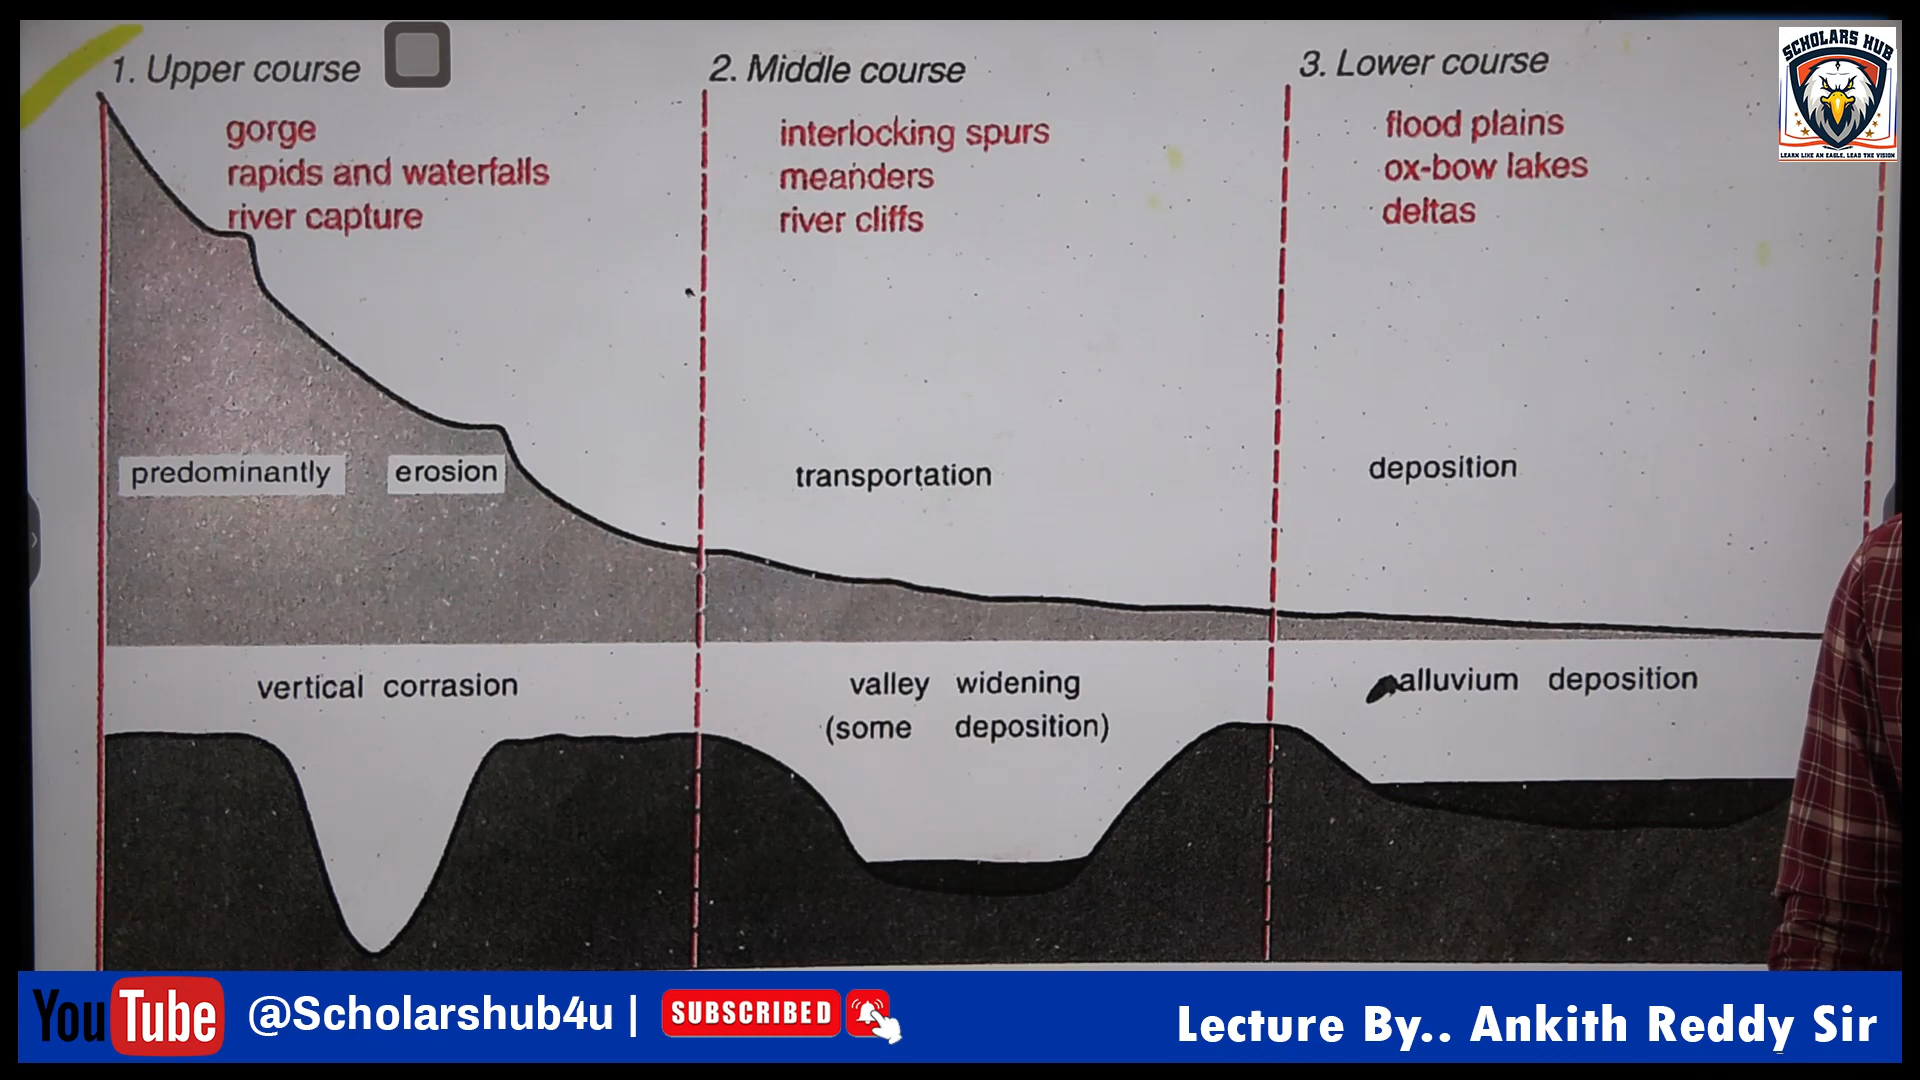 1. Upper course
gorge
rapids and waterfalls
river capture
predominantly erosion
vertical corrasion
2. Middle course
interlocking spurs
meanders
river cliffs
transportation
valley widening
(some deposition)
3. Lower course
flood plains
ox-bow lakes
deltas
deposition
alluvium deposition
SCHOLARS HUB
LEARN LIKE AN EAGLE, LEAD THE VISION
YouTube @Scholarshub4u | SUBSCRIBED
Lecture By.. Ankith Reddy Sir